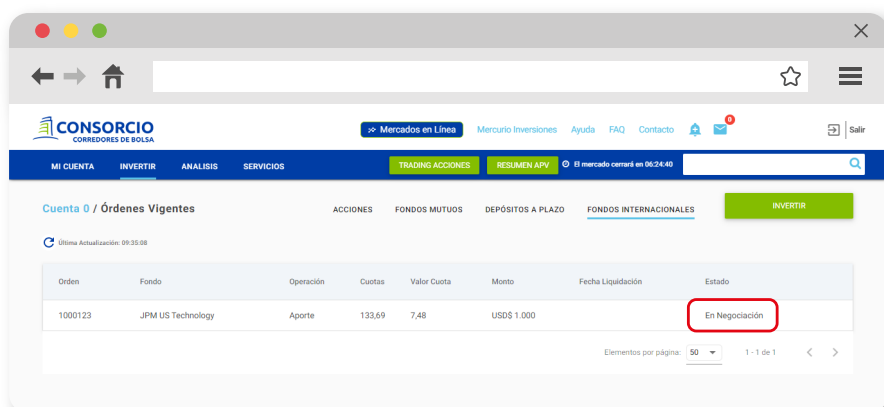 CONSORCIO
CORREDORES DE BOLSA
Mercados en Línea Mercurio Inversiones Ayuda FAQ Contacto 0 Salir
MI CUENTA INVERTIR ANALISIS SERVICIOS TRADING ACCIONES RESUMEN APV El mercado cerrará en 06:24:40
Cuenta 0 / Órdenes Vigentes ACCIONES FONDOS MUTUOS DEPÓSITOS A PLAZO FONDOS INTERNACIONALES INVERTIR
Última Actualización: 09:35:08
Orden Fondo Operación Cuotas Valor Cuota Monto Fecha Liquidación Estado
1000123 JPM US Technology Aporte 133,69 7,48 USD$ 1.000 En Negociación
Elementos por página: 50 1 - 1 de 1